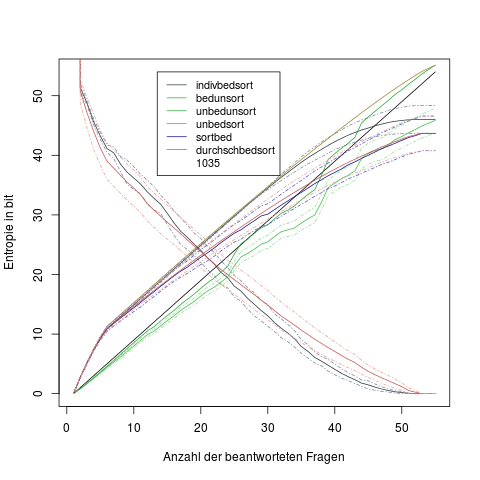 Entropie in bit
50
40
30
20
10
0
indivbedsort
bedunsort
unbedunsort
unbedsort
sortbed
durchschbedsort
1035
0 10 20 30 40 50
Anzahl der beantworteten Fragen